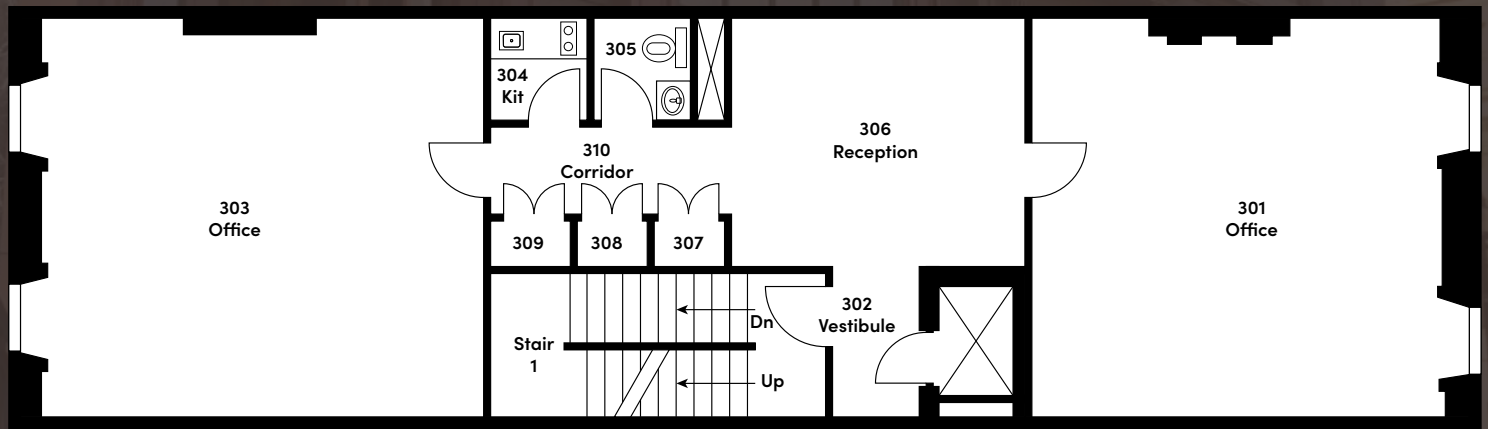 303
Office
304
Kit
305
310
Corridor
309
308
307
306
Reception
301
Office
302
Vestibule
Stair
1
Dn
Up